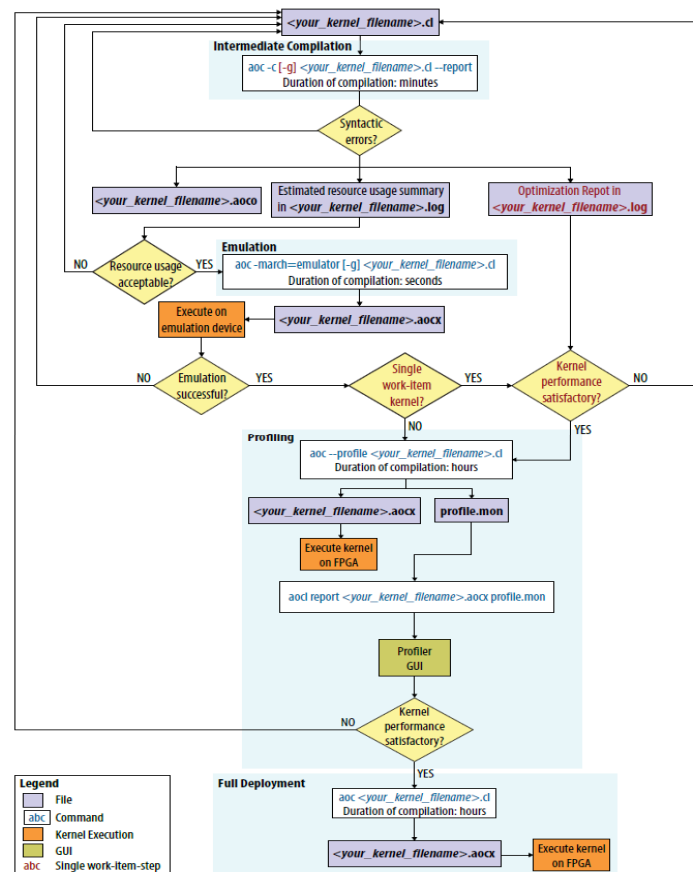 <your_kernel_filename>.cl
Intermediate Compilation
aoc -c [-g] <your_kernel_filename>.cl --report
Duration of compilation: minutes
Syntactic
errors?
<your_kernel_filename>.aoco
Estimated resource usage summary
in <your_kernel_filename>.log
Optimization Repot in
<your_kernel_filename>.log
NO
Resource usage
acceptable?
YES
Emulation
aoc -march=emulator [-g] <your_kernel_filename>.cl
Duration of compilation: seconds
Execute on
emulation device
<your_kernel_filename>.aocx
NO
Emulation
successful?
YES
Single
work-item
kernel?
YES
Kernel
performance
satisfactory?
NO
NO
YES
Profiling
aoc --profile <your_kernel_filename>.cl
Duration of compilation: hours
<your_kernel_filename>.aocx
profile.mon
Execute kernel
on FPGA
aocl report <your_kernel_filename>.aocx profile.mon
Profiler
GUI
NO
Kernel
performance
satisfactory?
YES
Full Deployment
aoc <your_kernel_filename>.cl
Duration of compilation: hours
<your_kernel_filename>.aocx
Execute kernel
on FPGA
Legend
File
abc Command
Kernel Execution
GUI
abc Single work-item-step